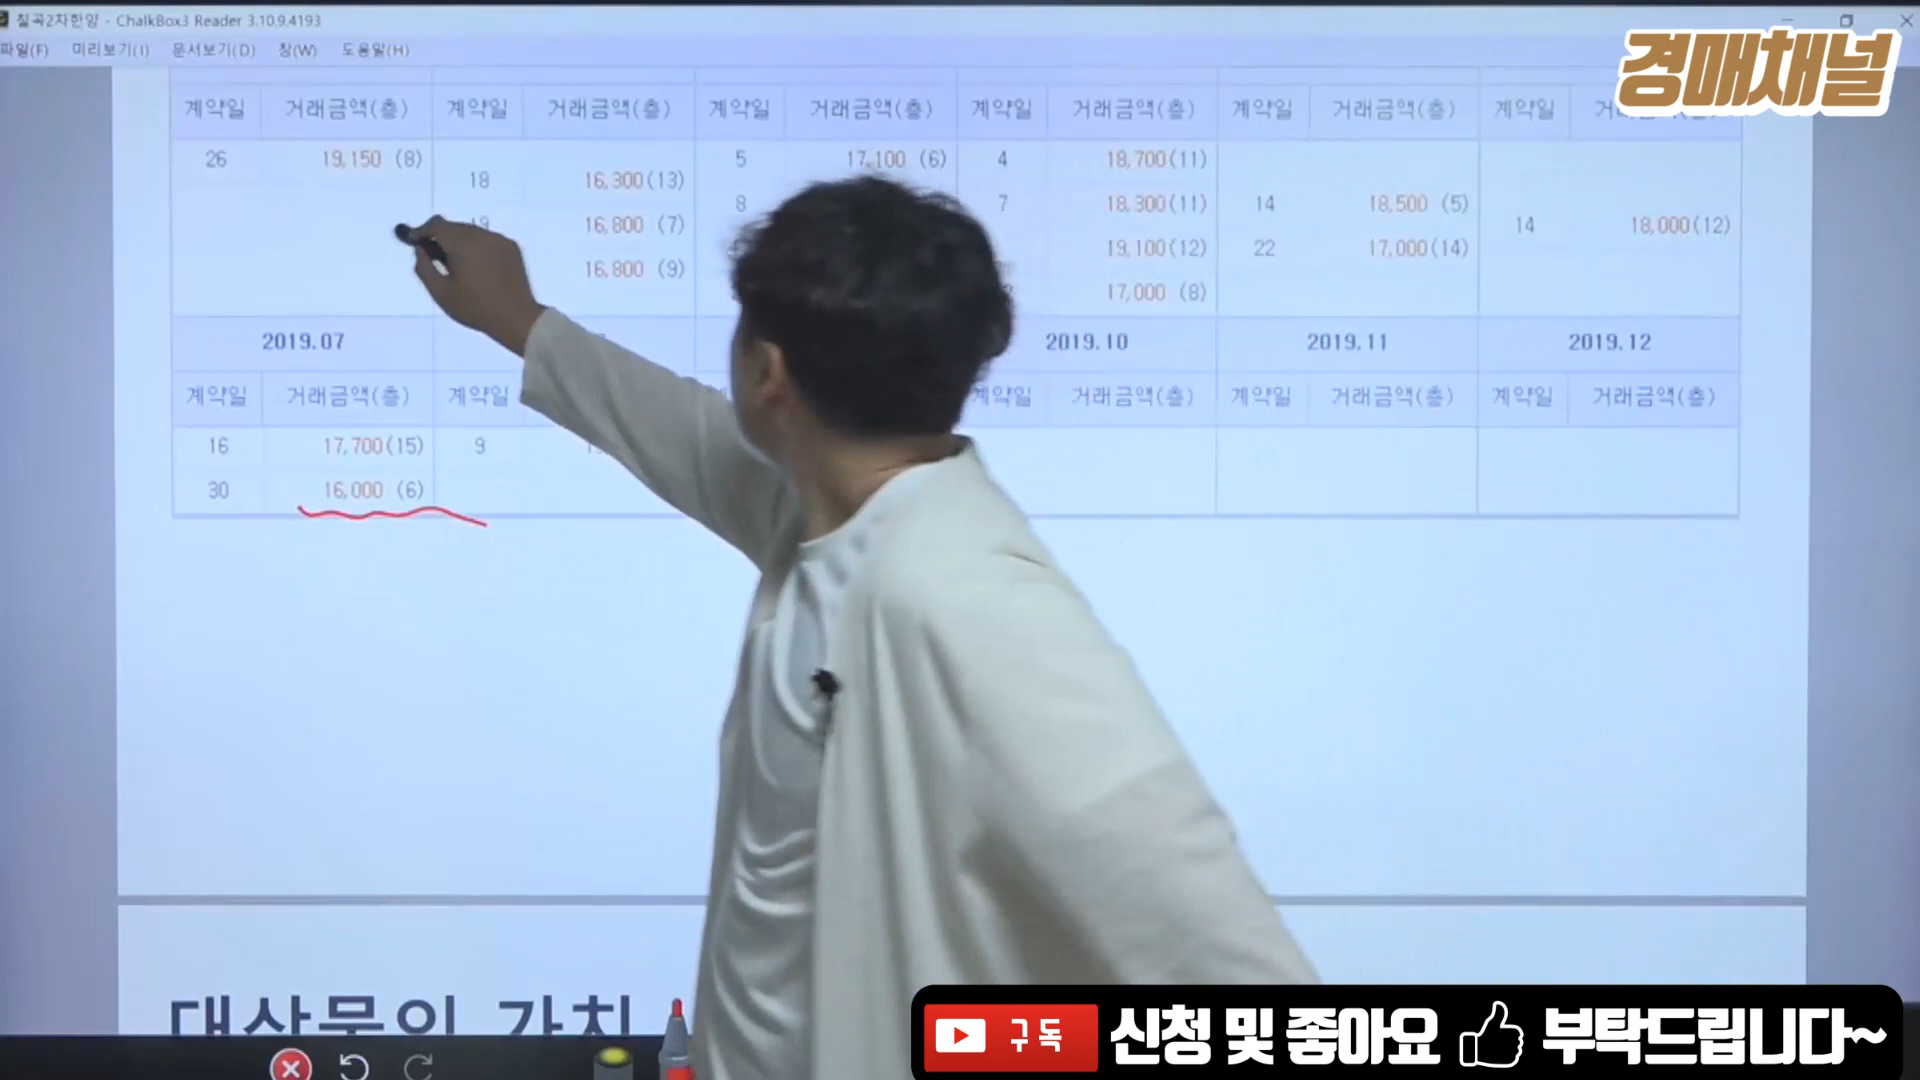 칠곡2차한양 - ChalkBox3 Reader 3.10.9.4193
파일(F) 미리보기(I) 문서보기(D) 창(W) 도움말(H)
경매채널
계약일 거래금액(층) 계약일 거래금액(층) 계약일 거래금액(층) 계약일 거래금액(층) 계약일 거래금액(층) 계약일
26 19,150 (8) 5 17,100 (6) 4 18,700(11)
18 16,300(13)
8 7 18,300(11) 14 18,500 (5)
16,800 (7) 14 18,000(12)
19,100(12) 22 17,000(14)
16,800 (9)
17,000 (8)
2019.07 2019.10 2019.11 2019.12
계약일 거래금액(층) 계약일 계약일 거래금액(층) 계약일 거래금액(층) 계약일 거래금액(층)
16 17,700(15) 9
30 16,000 (6)
대상물의 가치
구독 신청 및 좋아요 부탁드립니다~